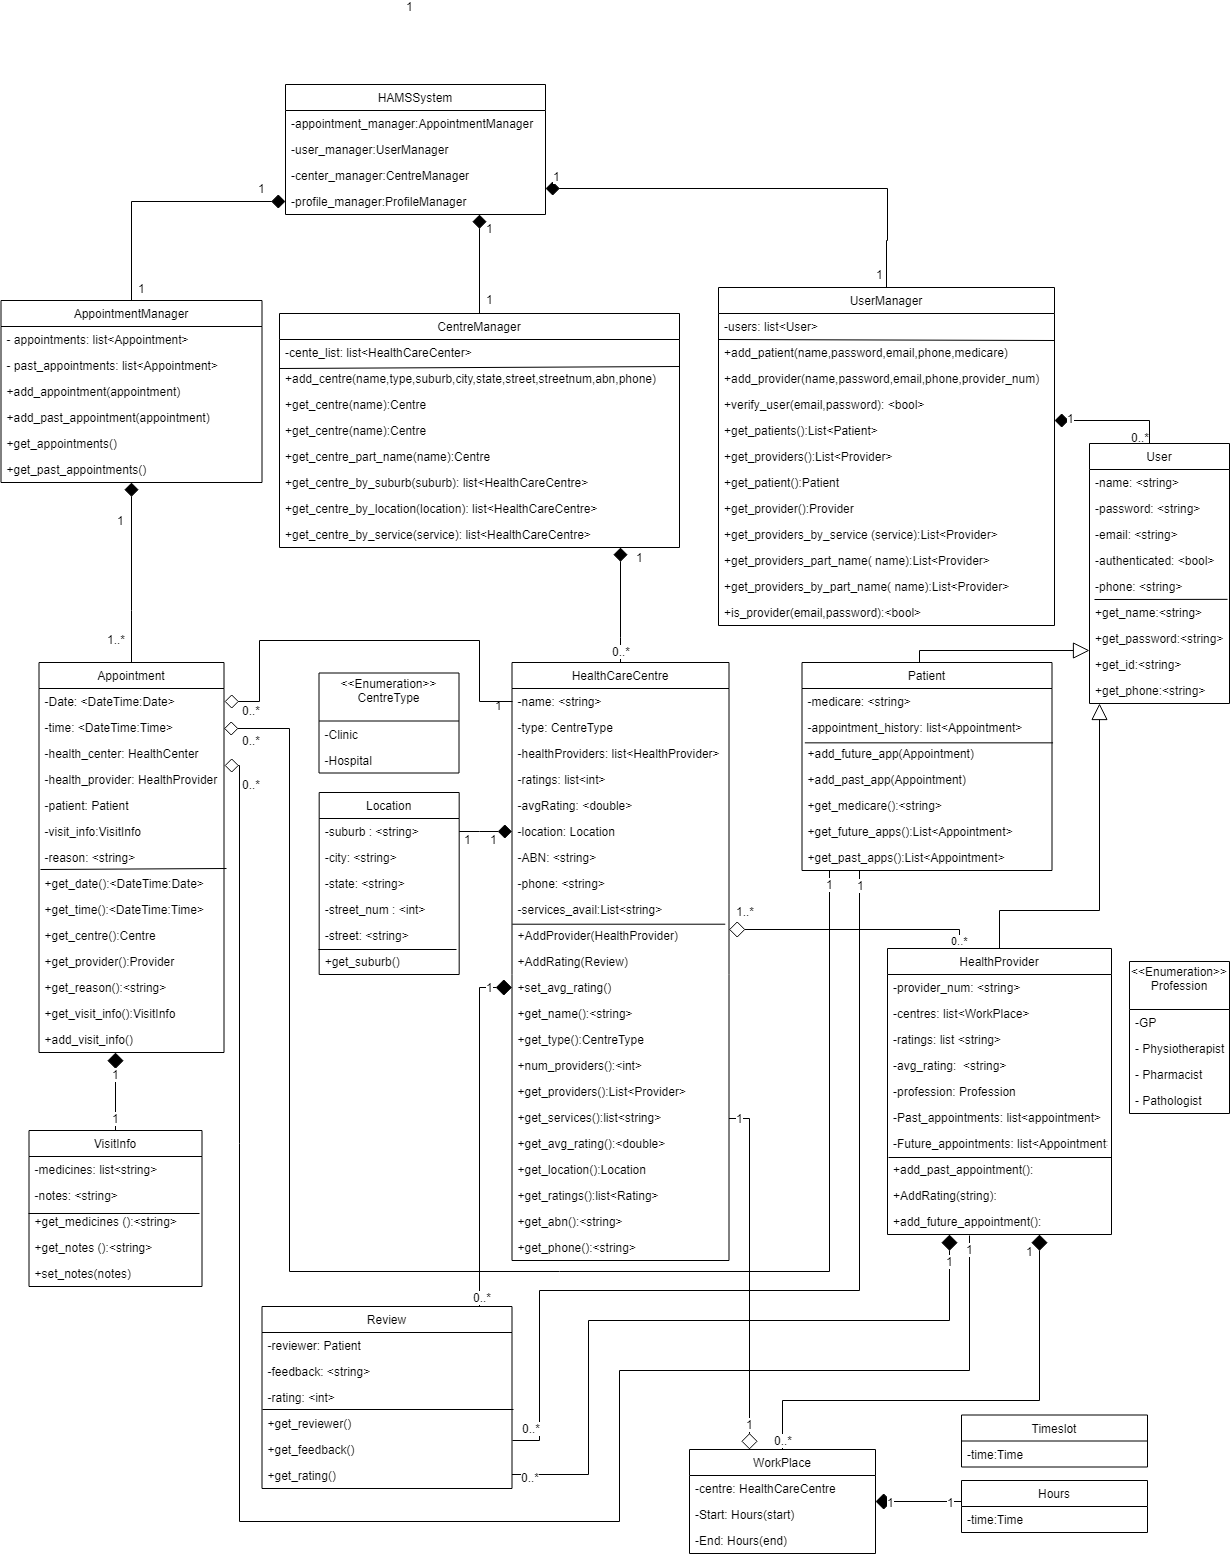 1
HAMSSystem
-appointment_manager:AppointmentManager
-user_manager:UserManager
-center_manager:CentreManager
-profile_manager:ProfileManager
1
1
1
1
1
1
AppointmentManager
- appointments: list<Appointment>
- past_appointments: list<Appointment>
+add_appointment(appointment)
+add_past_appointment(appointment)
+get_appointments()
+get_past_appointments()
1
1..*
CentreManager
-cente_list: list<HealthCareCenter>
+add_centre(name,type,suburb,city,state,street,streetnum,abn,phone)
+get_centre(name):Centre
+get_centre(name):Centre
+get_centre_part_name(name):Centre
+get_centre_by_suburb(suburb): list<HealthCareCentre>
+get_centre_by_location(location): list<HealthCareCentre>
+get_centre_by_service(service): list<HealthCareCentre>
1
0..*
UserManager
-users: list<User>
+add_patient(name,password,email,phone,medicare)
+add_provider(name,password,email,phone,provider_num)
+verify_user(email,password): <bool>
+get_patients():List<Patient>
+get_providers():List<Provider>
+get_patient():Patient
+get_provider():Provider
+get_providers_by_service (service):List<Provider>
+get_providers_part_name( name):List<Provider>
+get_providers_by_part_name( name):List<Provider>
+is_provider(email,password):<bool>
1
0..*
User
-name: <string>
-password: <string>
-email: <string>
-authenticated: <bool>
-phone: <string>
+get_name:<string>
+get_password:<string>
+get_id:<string>
+get_phone:<string>
Appointment
-Date: <DateTime:Date>
-time: <DateTime:Time>
-health_center: HealthCenter
-health_provider: HealthProvider
-patient: Patient
-visit_info:VisitInfo
-reason: <string>
+get_date():<DateTime:Date>
+get_time():<DateTime:Time>
+get_centre():Centre
+get_provider():Provider
+get_reason():<string>
+get_visit_info():VisitInfo
+add_visit_info()
0..*
0..*
0..*
1
1
1
VisitInfo
-medicines: list<string>
-notes: <string>
+get_medicines ():<string>
+get_notes ():<string>
+set_notes(notes)
<<Enumeration>>
CentreType
-Clinic
-Hospital
Location
-suburb : <string>
-city: <string>
-state: <string>
-street_num : <int>
-street: <string>
+get_suburb()
1
1
HealthCareCentre
-name: <string>
-type: CentreType
-healthProviders: list<HealthProvider>
-ratings: list<int>
-avgRating: <double>
-location: Location
-ABN: <string>
-phone: <string>
-services_avail:List<string>
+AddProvider(HealthProvider)
+AddRating(Review)
+set_avg_rating()
+get_name():<string>
+get_type():CentreType
+num_providers():<int>
+get_providers():List<Provider>
+get_services():list<string>
+get_avg_rating():<double>
+get_location():Location
+get_ratings():list<Rating>
+get_abn():<string>
+get_phone():<string>
1
0..*
1..*
0..*
1
1
Patient
-medicare: <string>
-appointment_history: list<Appointment>
+add_future_app(Appointment)
+add_past_app(Appointment)
+get_medicare():<string>
+get_future_apps():List<Appointment>
+get_past_apps():List<Appointment>
1
1
HealthProvider
-provider_num: <string>
-centres: list<WorkPlace>
-ratings: list <string>
-avg_rating:  <string>
-profession: Profession
-Past_appointments: list<appointment>
-Future_appointments: list<Appointment
+add_past_appointment():
+AddRating(string):
+add_future_appointment():
1
1
1
<<Enumeration>>
Profession
-GP
- Physiotherapist
- Pharmacist
- Pathologist
Review
-reviewer: Patient
-feedback: <string>
-rating: <int>
+get_reviewer()
+get_feedback()
+get_rating()
0..*
0..*
0..*
WorkPlace
-centre: HealthCareCentre
-Start: Hours(start)
-End: Hours(end)
1
1
Timeslot
-time:Time
Hours
-time:Time